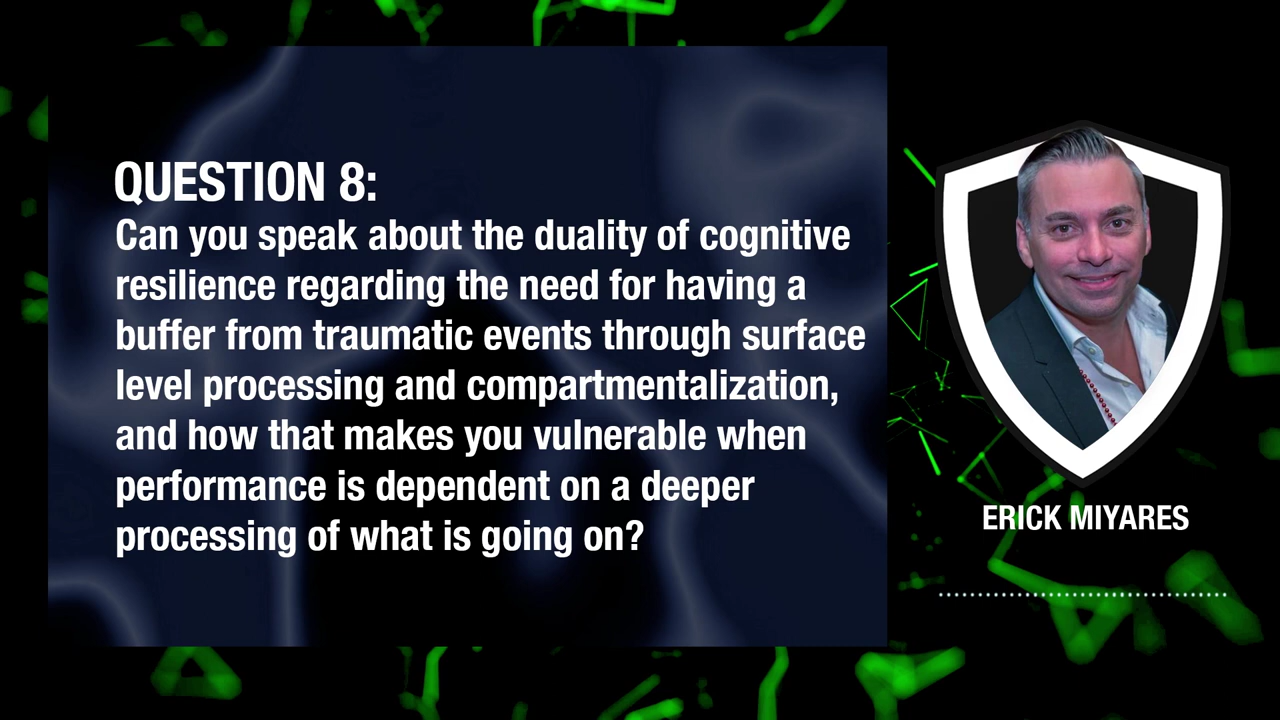 QUESTION 8:
Can you speak about the duality of cognitive
resilience regarding the need for having a
buffer from traumatic events through surface
level processing and compartmentalization,
and how that makes you vulnerable when
performance is dependent on a deeper
processing of what is going on?
ERICK MIYARES